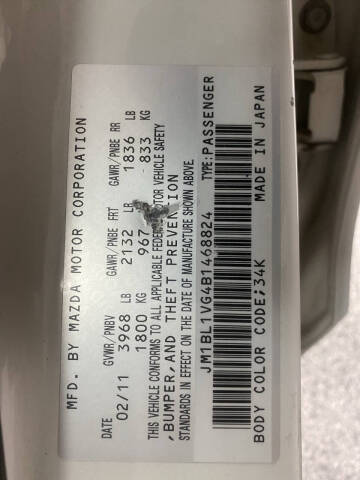 MFD. BY MAZDA MOTOR CORPORATION
DATE GVWR/PNBV GAWR/PNBE FRT GAWR/PNBE RR
02/11 3968 LB 2132 LB 1836 LB
1800 KG 967 833 KG
THIS VEHICLE CONFORMS TO ALL APPLICABLE FEDERAL MOTOR VEHICLE SAFETY
,BUMPER,AND THEFT PREVENTION
STANDARDS IN EFFECT ON THE DATE OF MANUFACTURE SHOWN ABOVE.
JM1BL1VG4B1468824 TYPE:PASSENGER
BODY COLOR CODE;34K MADE IN JAPAN